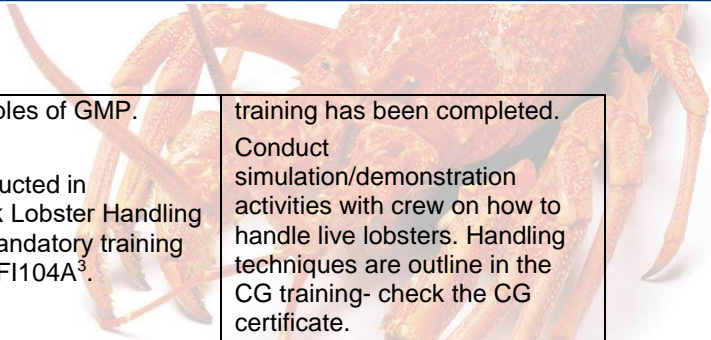 oles of GMP.
ucted in
k Lobster Handling
andatory training
FI104A³.
training has been completed.
Conduct
simulation/demonstration
activities with crew on how to
handle live lobsters. Handling
techniques are outline in the
CG training- check the CG
certificate.